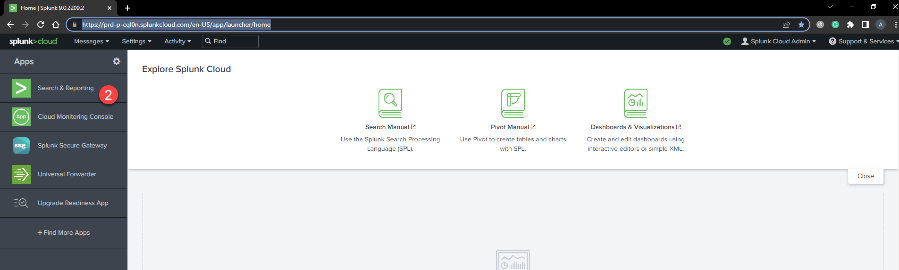 Home | Splunk 9.0.2209.2
https://prd-p-cql0n.splunkcloud.com/en-US/app/launcher/home
A
splunk>cloud Messages Settings Activity Find Splunk Cloud Admin Support & Services
Apps
Search & Reporting
2
App
Cloud Monitoring Console
SSG
Splunk Secure Gateway
Universal Forwarder
Upgrade Readiness App
+ Find More Apps
Explore Splunk Cloud
Search Manual
Use the Splunk Search Processing
Language (SPL).
Pivot Manual
Use Pivot to create tables and charts
with SPL.
Dashboards & Visualizations
Create and edit dashboards using
interactive editors or simple XML.
Close